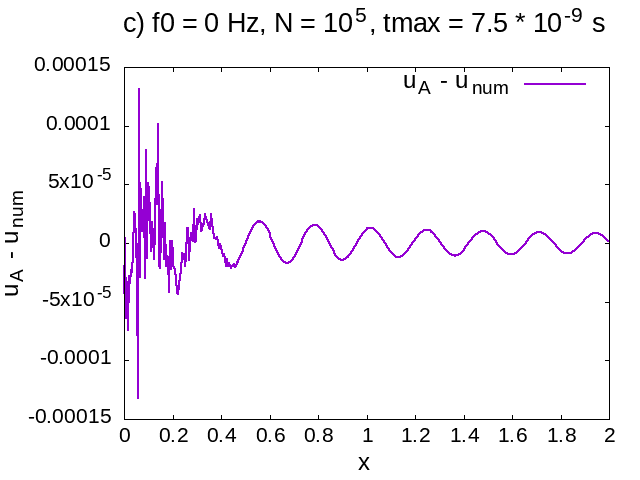 c) f0 = 0 Hz, N = 10^5, tmax = 7.5 * 10^-9 s
u_A - u_num
0.00015
0.0001
5x10^-5
0
-5x10^-5
-0.0001
-0.00015
u_A - u_num
0 0.2 0.4 0.6 0.8 1 1.2 1.4 1.6 1.8 2
x